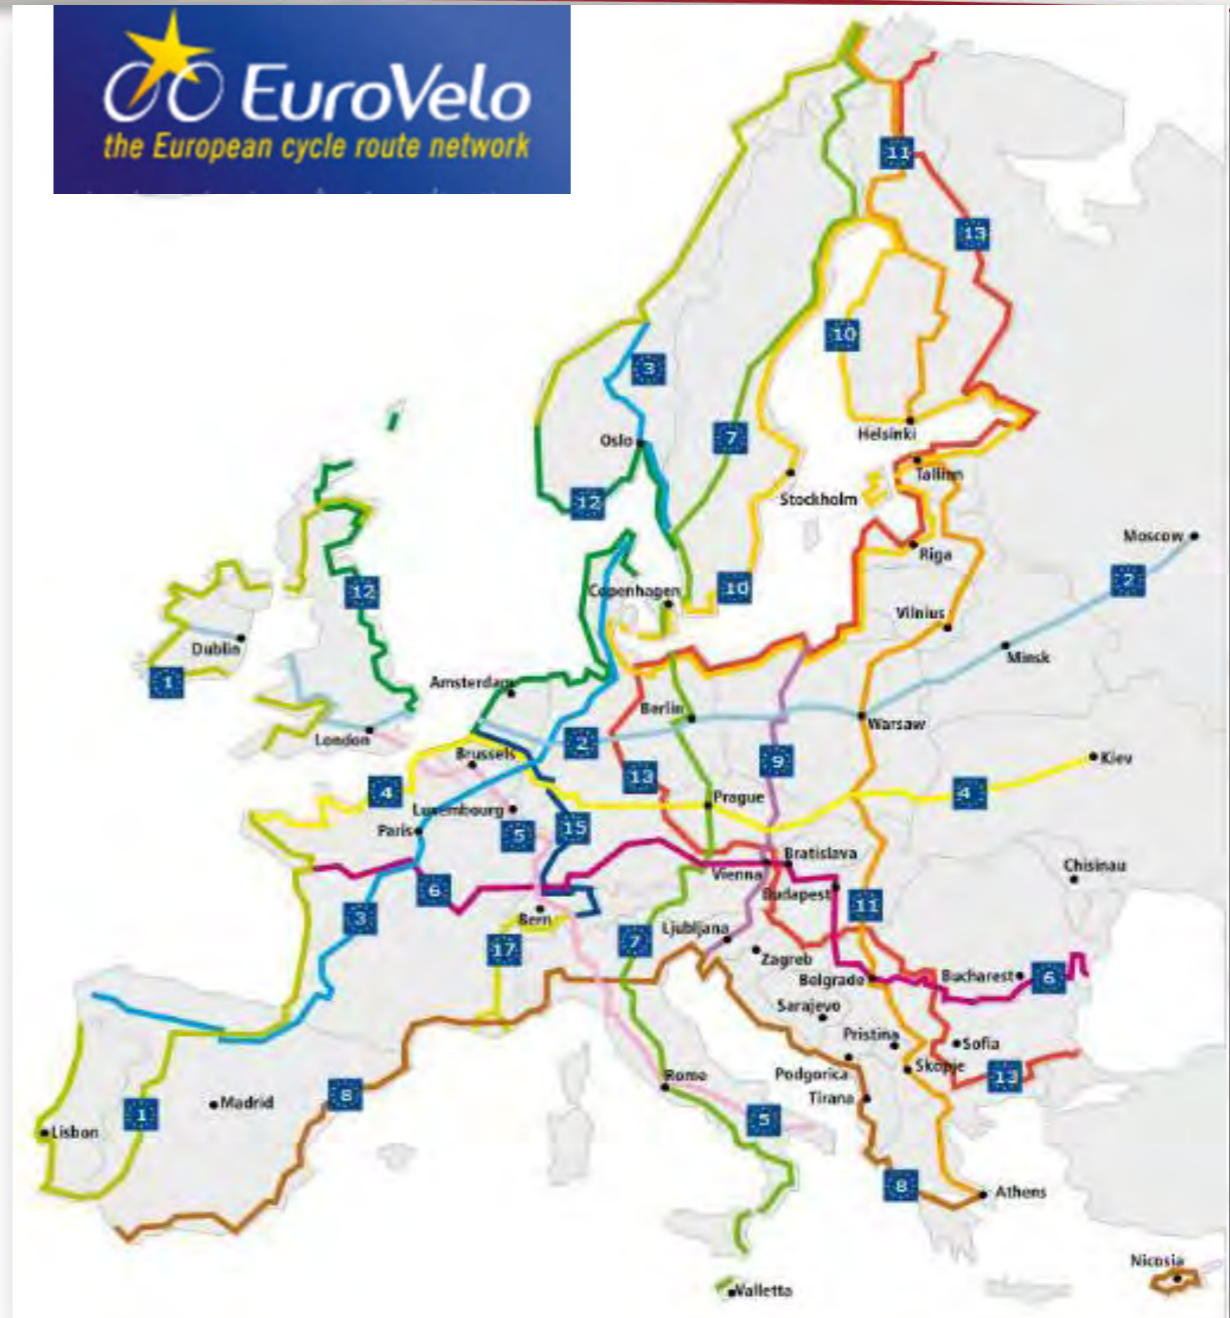 EuroVelo
the European cycle route network
11
13
10
3
7
Oslo
Helsinki
Tallinn
12
Stockholm
Moscow
Riga
2
12
Copenhagen
10
Vilnius
Dublin
Minsk
1
Amsterdam
Berlin
Warsaw
London
2
Brussels
9
Kiev
13
4
4
Prague
Luxembourg
Paris
5
15
Bratislava
Chisinau
Vienna
6
Budapest
11
3
Bern
Ljubljana
17
7
Zagreb
Belgrade
Bucharest
6
Sarajevo
Pristina
Sofia
Skopje
Rome
Podgorica
13
8
Tirana
Madrid
1
5
Lisbon
8
Athens
Nicosia
Valletta